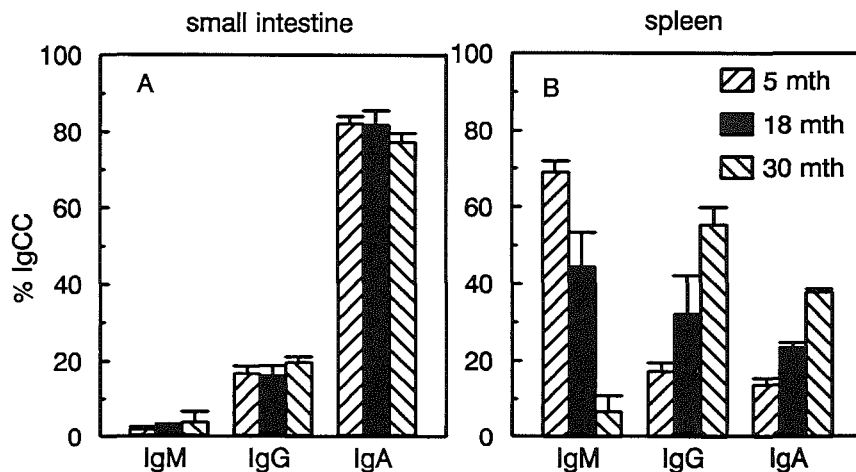 small intestine
spleen
% IgCC
100
80
60
40
20
0
A
IgM IgG IgA
100
80
60
40
20
0
B
5 mth
18 mth
30 mth
IgM IgG IgA